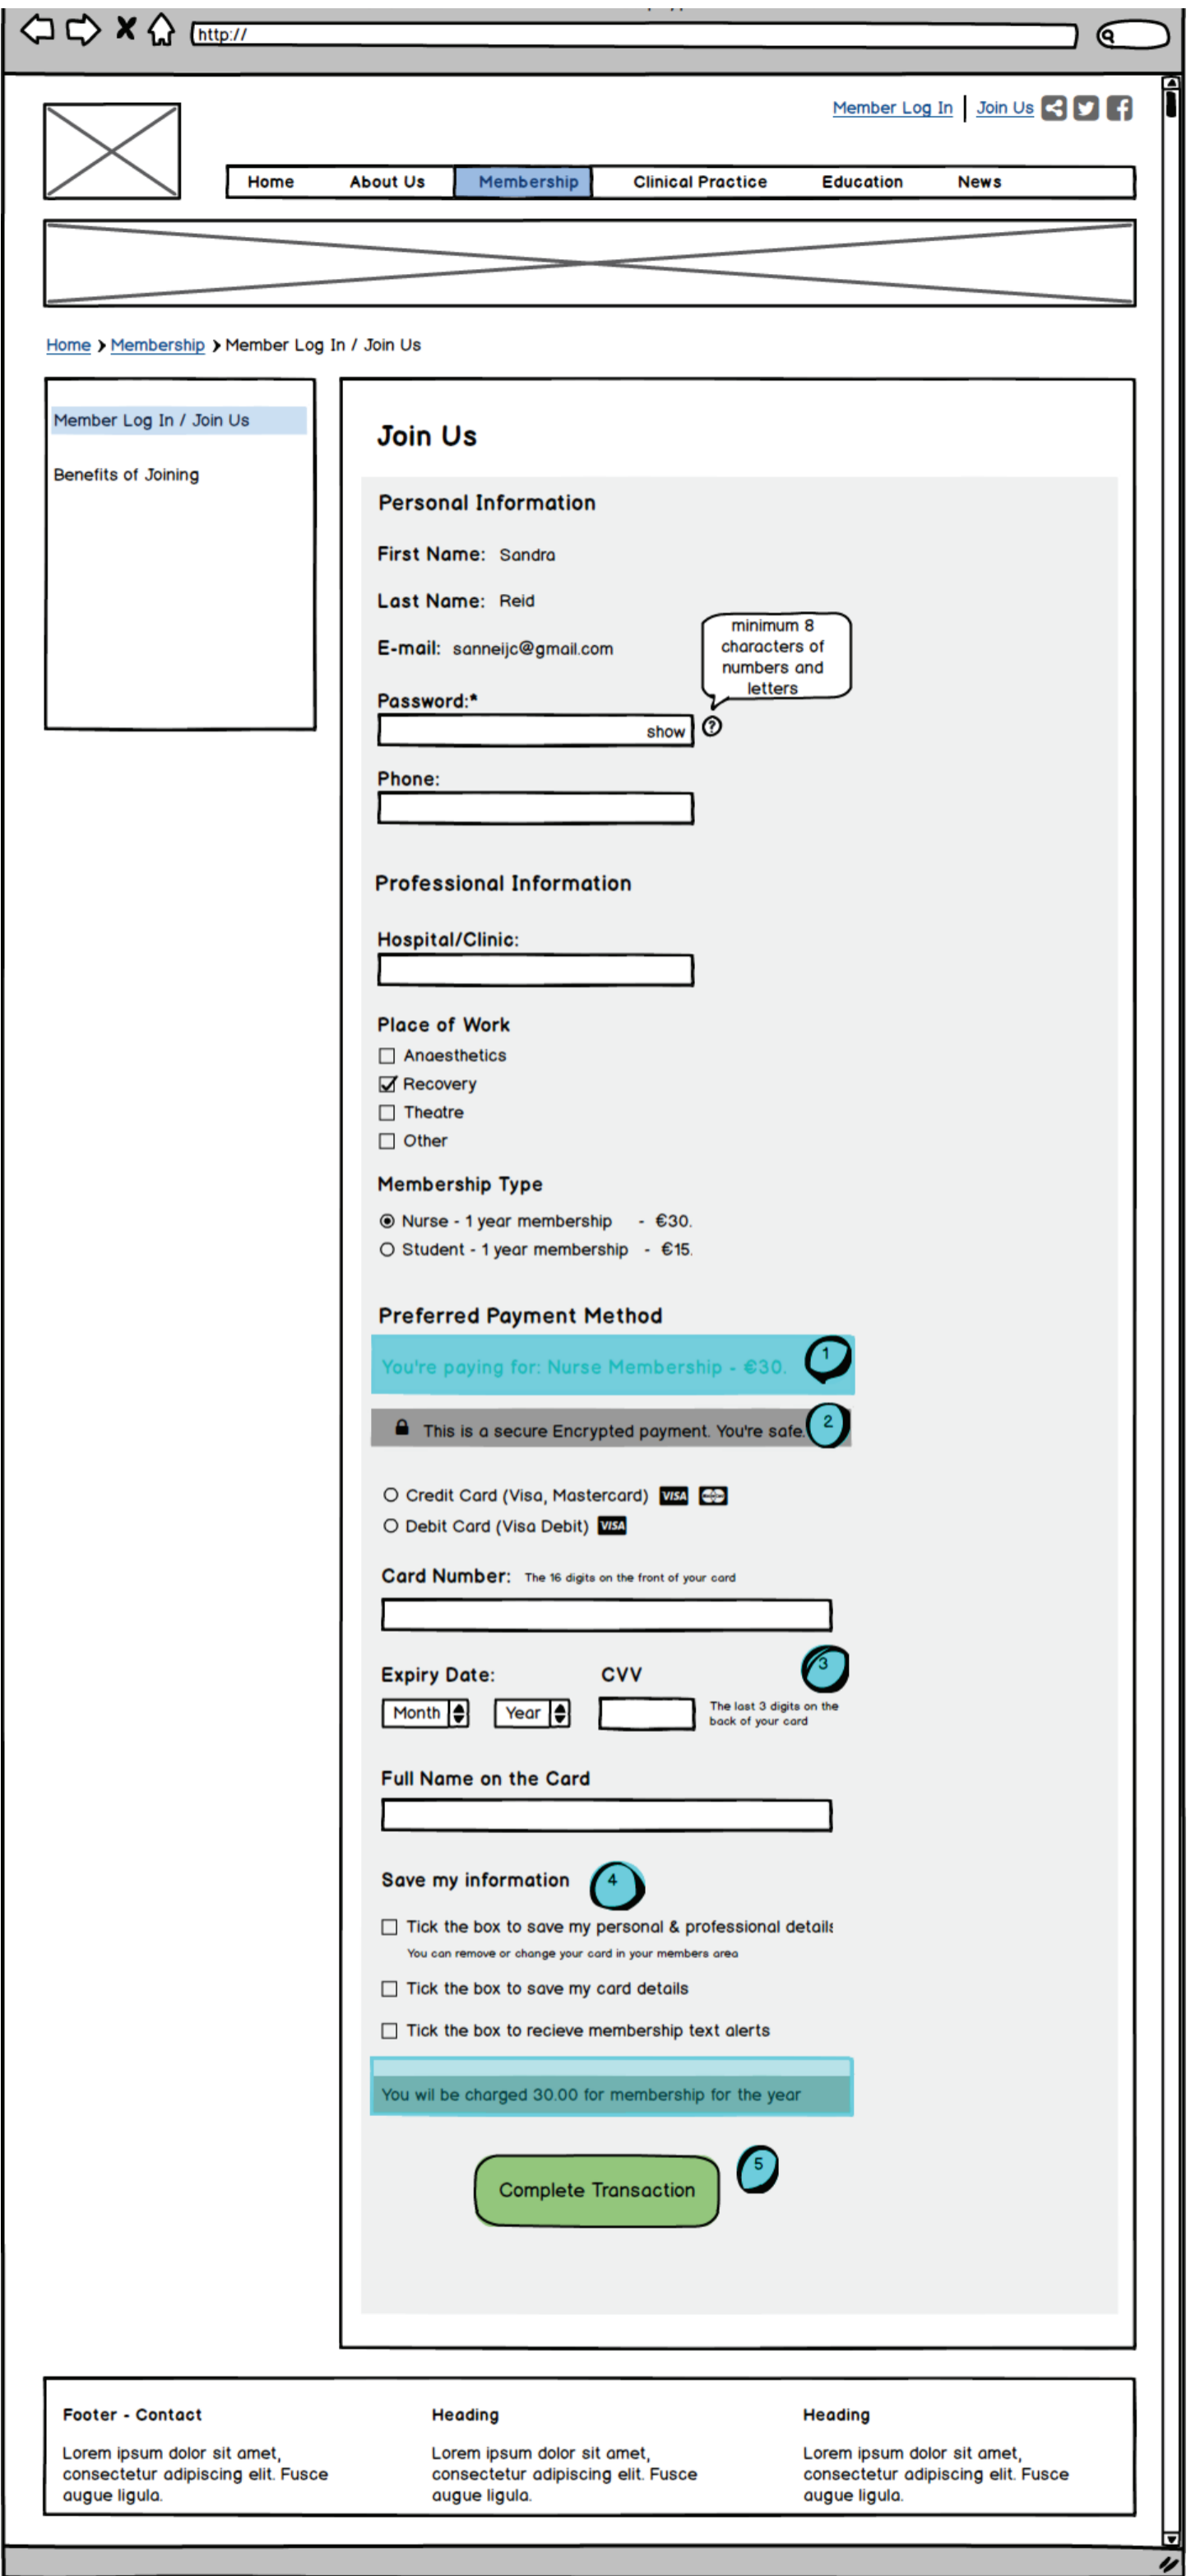 http://
Member Log In | Join Us
Home About Us Membership Clinical Practice Education News
Home > Membership > Member Log In / Join Us
Member Log In / Join Us
Benefits of Joining
Join Us
Personal Information
First Name: Sandra
Last Name: Reid
E-mail: sanneijc@gmail.com
minimum 8
characters of
numbers and
letters
Password:*
show ?
Phone:
Professional Information
Hospital/Clinic:
Place of Work
Anaesthetics
Recovery
Theatre
Other
Membership Type
Nurse - 1 year membership - €30.
Student - 1 year membership - €15.
Preferred Payment Method
You're paying for: Nurse Membership - €30. 1
This is a secure Encrypted payment. You're safe. 2
Credit Card (Visa, Mastercard) VISA
Debit Card (Visa Debit) VISA
Card Number: The 16 digits on the front of your card
Expiry Date: CVV 3
Month Year
The last 3 digits on the
back of your card
Full Name on the Card
Save my information 4
Tick the box to save my personal & professional details
You can remove or change your card in your members area
Tick the box to save my card details
Tick the box to recieve membership text alerts
You wil be charged 30.00 for membership for the year
Complete Transaction 5
Footer - Contact
Lorem ipsum dolor sit amet,
consectetur adipiscing elit. Fusce
augue ligula.
Heading
Lorem ipsum dolor sit amet,
consectetur adipiscing elit. Fusce
augue ligula.
Heading
Lorem ipsum dolor sit amet,
consectetur adipiscing elit. Fusce
augue ligula.